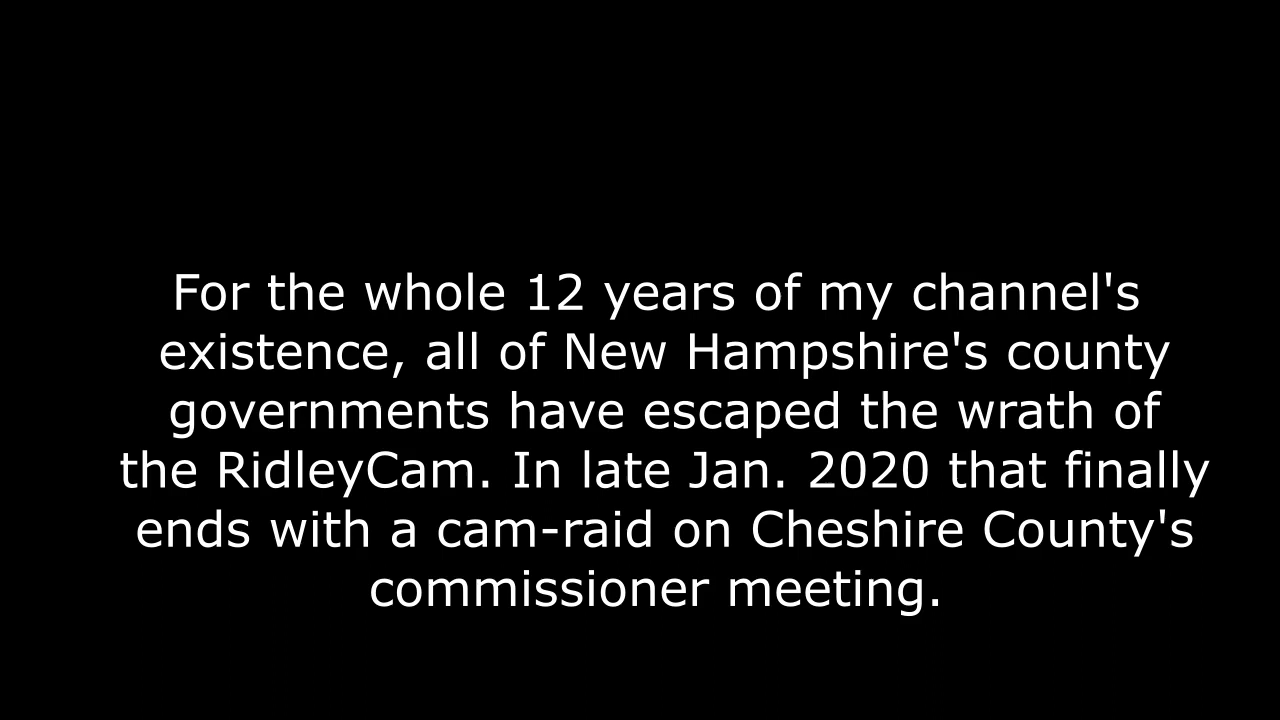 For the whole 12 years of my channel's
existence, all of New Hampshire's county
governments have escaped the wrath of
the RidleyCam. In late Jan. 2020 that finally
ends with a cam-raid on Cheshire County's
commissioner meeting.